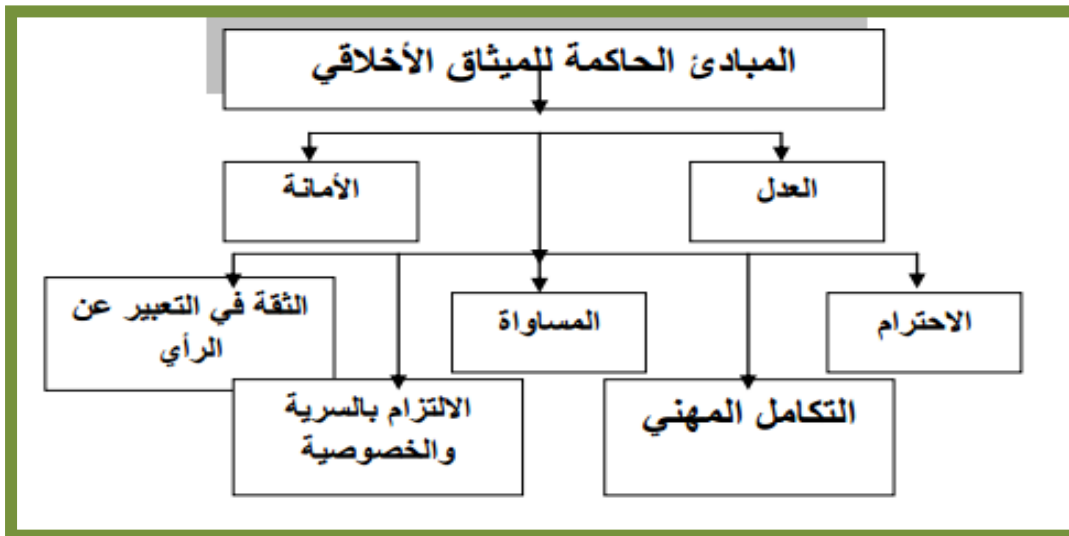 المبادئ الحاكمة للميثاق الأخلاقي
العدل
الأمانة
الاحترام
المساواة
الثقة في التعبير عن
الرأي
التكامل المهني
الالتزام بالسرية
والخصوصية